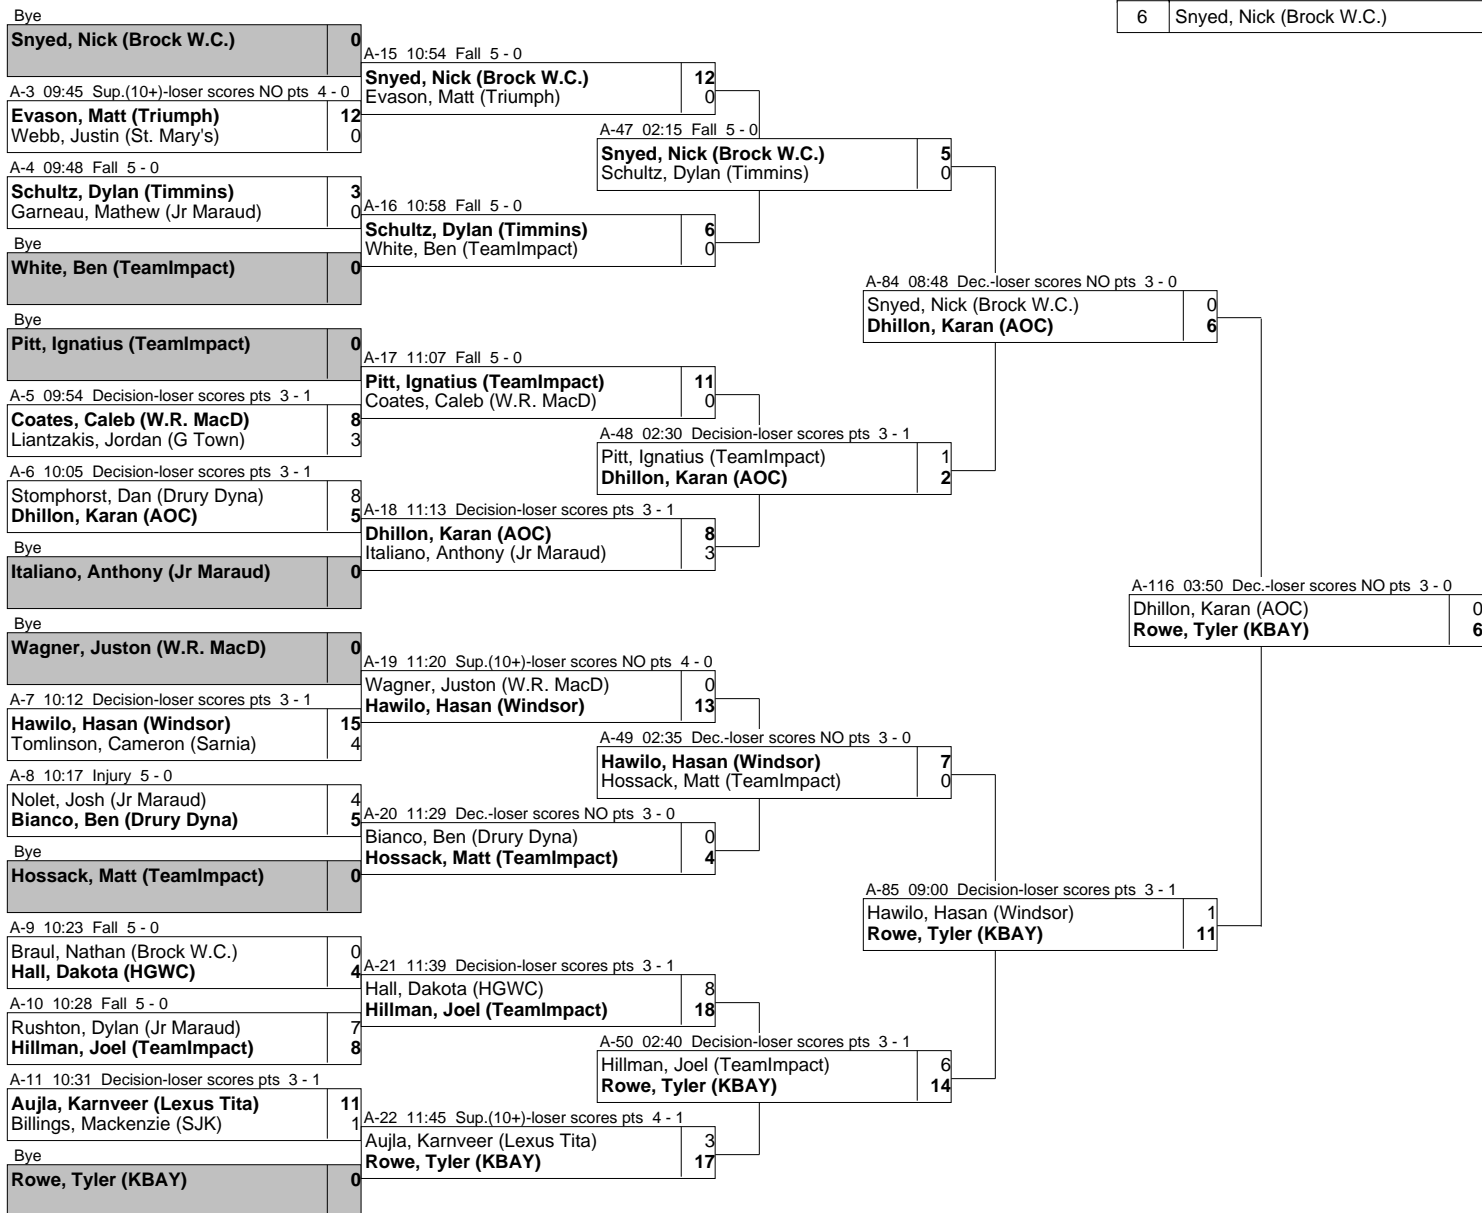 6 Snyed, Nick (Brock W.C.)
Bye
Snyed, Nick (Brock W.C.) 0
A-3 09:45 Sup.(10+)-loser scores NO pts 4 - 0
Evason, Matt (Triumph) 12
Webb, Justin (St. Mary's) 0
A-4 09:48 Fall 5 - 0
Schultz, Dylan (Timmins) 3
Garneau, Mathew (Jr Maraud) 0
Bye
White, Ben (TeamImpact) 0
Bye
Pitt, Ignatius (TeamImpact) 0
A-5 09:54 Decision-loser scores pts 3 - 1
Coates, Caleb (W.R. MacD) 8
Liantzakis, Jordan (G Town) 3
A-6 10:05 Decision-loser scores pts 3 - 1
Stomphorst, Dan (Drury Dyna) 8
Dhillon, Karan (AOC) 5
Bye
Italiano, Anthony (Jr Maraud) 0
Bye
Wagner, Juston (W.R. MacD) 0
A-7 10:12 Decision-loser scores pts 3 - 1
Hawilo, Hasan (Windsor) 15
Tomlinson, Cameron (Sarnia) 4
A-8 10:17 Injury 5 - 0
Nolet, Josh (Jr Maraud) 4
Bianco, Ben (Drury Dyna) 5
Bye
Hossack, Matt (TeamImpact) 0
A-9 10:23 Fall 5 - 0
Braul, Nathan (Brock W.C.) 0
Hall, Dakota (HGWC) 4
A-10 10:28 Fall 5 - 0
Rushton, Dylan (Jr Maraud) 7
Hillman, Joel (TeamImpact) 8
A-11 10:31 Decision-loser scores pts 3 - 1
Aujla, Karnveer (Lexus Tita) 11
Billings, Mackenzie (SJK) 1
Bye
Rowe, Tyler (KBAY) 0
A-15 10:54 Fall 5 - 0
Snyed, Nick (Brock W.C.) 12
Evason, Matt (Triumph) 0
A-16 10:58 Fall 5 - 0
Schultz, Dylan (Timmins) 6
White, Ben (TeamImpact) 0
A-17 11:07 Fall 5 - 0
Pitt, Ignatius (TeamImpact) 11
Coates, Caleb (W.R. MacD) 0
A-18 11:13 Decision-loser scores pts 3 - 1
Dhillon, Karan (AOC) 8
Italiano, Anthony (Jr Maraud) 3
A-19 11:20 Sup.(10+)-loser scores NO pts 4 - 0
Wagner, Juston (W.R. MacD) 0
Hawilo, Hasan (Windsor) 13
A-20 11:29 Dec.-loser scores NO pts 3 - 0
Bianco, Ben (Drury Dyna) 0
Hossack, Matt (TeamImpact) 4
A-21 11:39 Decision-loser scores pts 3 - 1
Hall, Dakota (HGWC) 8
Hillman, Joel (TeamImpact) 18
A-22 11:45 Sup.(10+)-loser scores pts 4 - 1
Aujla, Karnveer (Lexus Tita) 3
Rowe, Tyler (KBAY) 17
A-47 02:15 Fall 5 - 0
Snyed, Nick (Brock W.C.) 5
Schultz, Dylan (Timmins) 0
A-48 02:30 Decision-loser scores pts 3 - 1
Pitt, Ignatius (TeamImpact) 1
Dhillon, Karan (AOC) 2
A-49 02:35 Dec.-loser scores NO pts 3 - 0
Hawilo, Hasan (Windsor) 7
Hossack, Matt (TeamImpact) 0
A-50 02:40 Decision-loser scores pts 3 - 1
Hillman, Joel (TeamImpact) 6
Rowe, Tyler (KBAY) 14
A-84 08:48 Dec.-loser scores NO pts 3 - 0
Snyed, Nick (Brock W.C.) 0
Dhillon, Karan (AOC) 6
A-85 09:00 Decision-loser scores pts 3 - 1
Hawilo, Hasan (Windsor) 1
Rowe, Tyler (KBAY) 11
A-116 03:50 Dec.-loser scores NO pts 3 - 0
Dhillon, Karan (AOC) 0
Rowe, Tyler (KBAY) 6